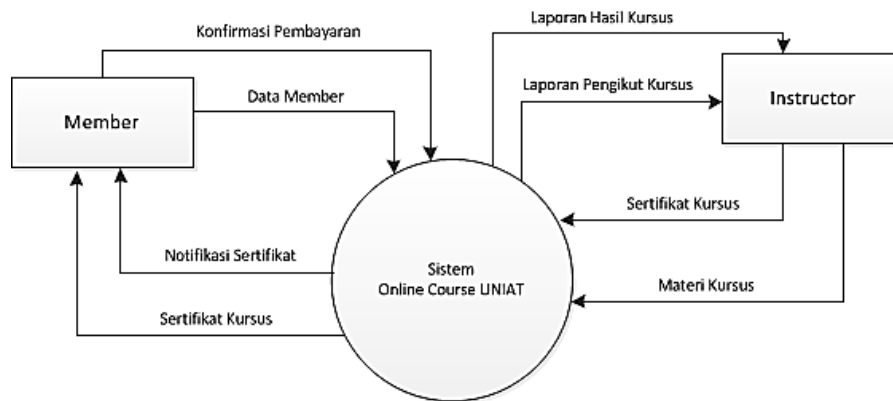 Konfirmasi Pembayaran
Laporan Hasil Kursus
Data Member
Laporan Pengikut Kursus
Member
Instructor
Sertifikat Kursus
Notifikasi Sertifikat
Sistem
Online Course UNIAT
Materi Kursus
Sertifikat Kursus